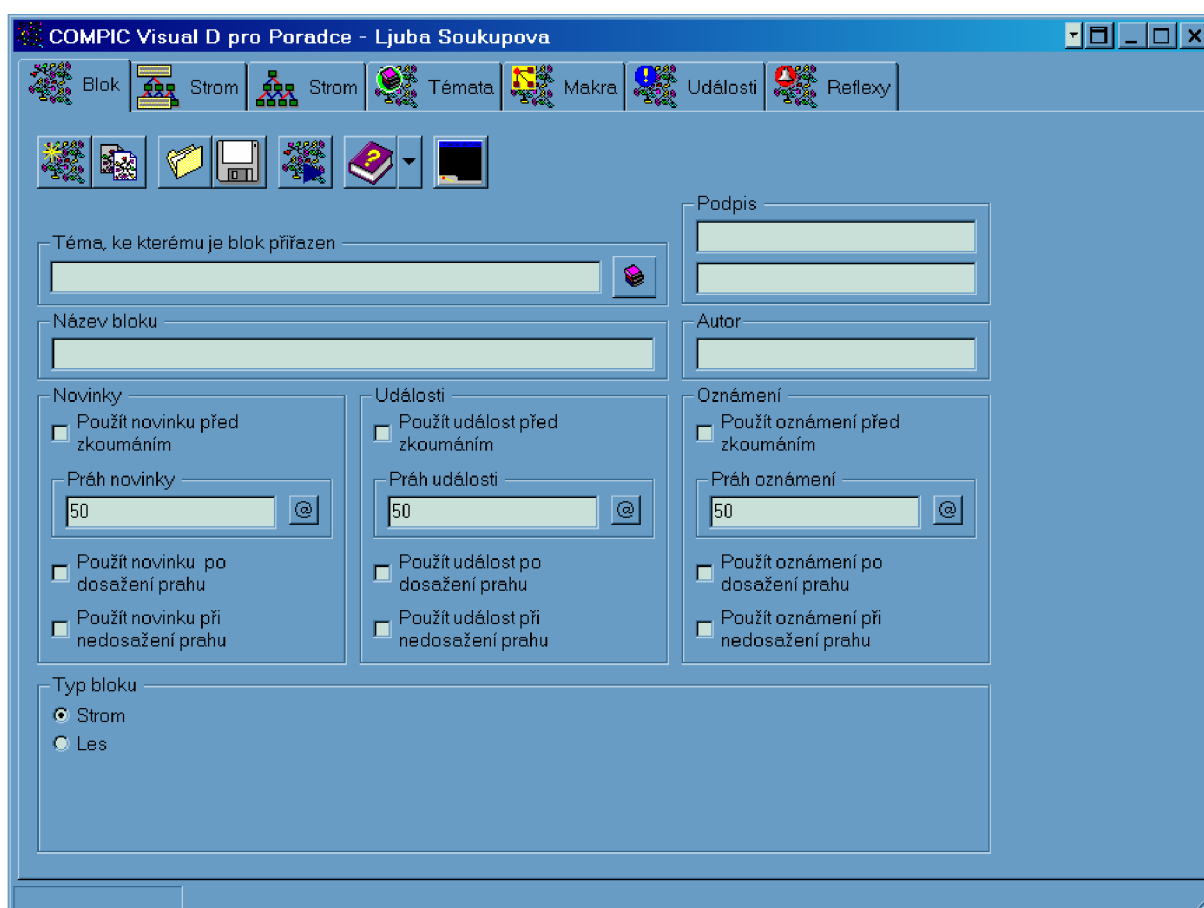 COMPIC Visual D pro Poradce - Ljuba Soukupova
Blok
Strom
Strom
Témata
Makra
Události
Reflexy
Podpis
Téma, ke kterému je blok přiřazen
Název bloku
Autor
Novinky
Události
Oznámení
Použít novinku před
zkoumáním
Použít událost před
zkoumáním
Použít oznámení před
zkoumáním
Práh novinky
Práh události
Práh oznámení
50 @
50 @
50 @
Použít novinku po
dosažení prahu
Použít událost po
dosažení prahu
Použít oznámení po
dosažení prahu
Použít novinku při
nedosažení prahu
Použít událost při
nedosažení prahu
Použít oznámení při
nedosažení prahu
Typ bloku
Strom
Les